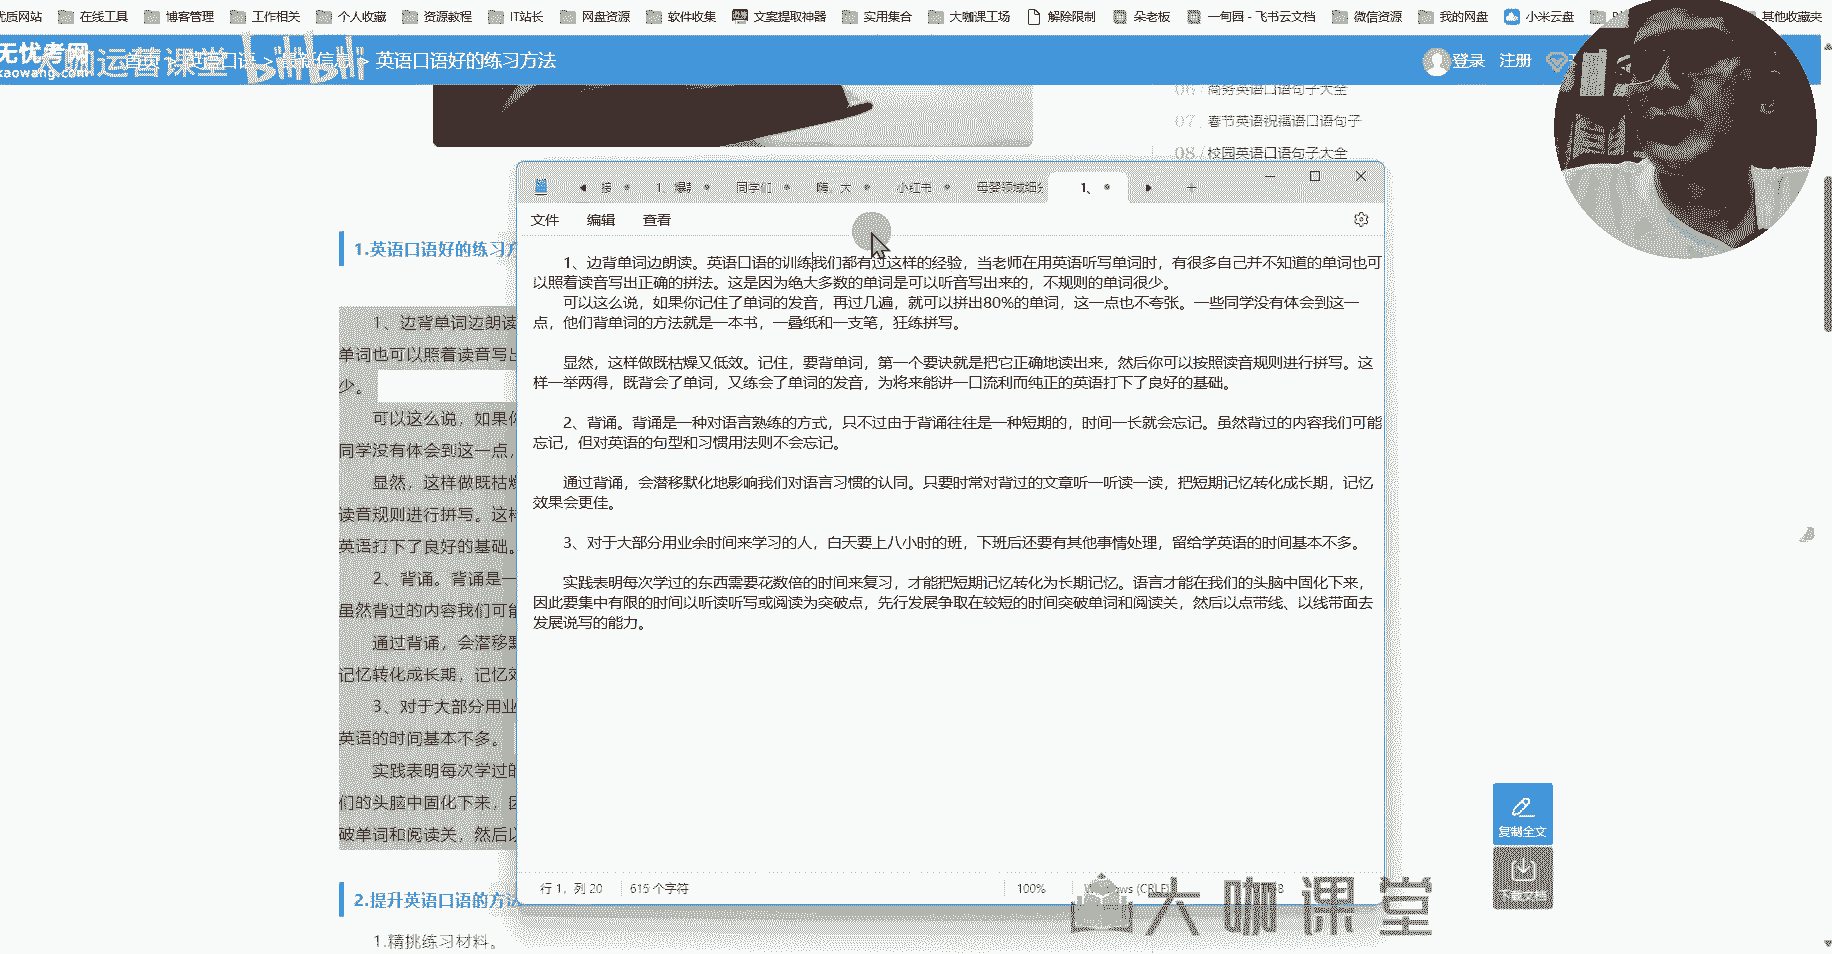 优质网站 在线工具 博客管理 工作相关 个人收藏 资源教程 IT站长 网盘资源 软件收集 文案提取神器 实用集合 大咖课工场 解除限制 朵老板 一甸园 - 飞书云文档 微信资源 我的网盘 小米云盘 其他收藏夹
无忧考网
kaowang.com
大咖运营课堂 bilibili
> 英语口语好的练习方法
登录 注册
06 / 商务英语口语句子大全
07 春节英语祝福语口语句子
08 / 校园英语口语句子大全
同学们 嗨，大 小红书 母婴领域细分 1、
文件 编辑 查看
1、边背单词边朗读。英语口语的训练我们都有过这样的经验，当老师在用英语听写单词时，有很多自己并不知道的单词也可
以照着读音写出正确的拼法。这是因为绝大多数的单词是可以听音写出来的，不规则的单词很少。
可以这么说，如果你记住了单词的发音，再过几遍，就可以拼出80%的单词，这一点也不夸张。一些同学没有体会到这一
点，他们背单词的方法就是一本书，一叠纸和一支笔，狂练拼写。
显然，这样做既枯燥又低效。记住，要背单词，第一个要诀就是把它正确地读出来，然后你可以按照读音规则进行拼写。这
样一举两得，既背会了单词，又练会了单词的发音，为将来能讲一口流利而纯正的英语打下了良好的基础。
2、背诵。背诵是一种对语言熟练的方式，只不过由于背诵往往是一种短期的，时间一长就会忘记。虽然背过的内容我们可能
忘记，但对英语的句型和习惯用法则不会忘记。
通过背诵，会潜移默化地影响我们对语言习惯的认同。只要时常对背过的文章听一听读一读，把短期记忆转化成长期，记忆
效果会更佳。
3、对于大部分用业余时间来学习的人，白天要上八小时的班，下班后还要有其他事情处理，留给学英语的时间基本不多。
实践表明每次学过的东西需要花数倍的时间来复习，才能把短期记忆转化为长期记忆。语言才能在我们的头脑中固化下来，
因此要集中有限的时间以听读听写或阅读为突破点，先行发展争取在较短的时间突破单词和阅读关，然后以点带线、以线带面去
发展说写的能力。
行 1，列 20 615 个字符 100%
1.英语口语好的练习方
1、边背单词边朗读
单词也可以照着读音写出
少。
可以这么说，如果你
同学没有体会到这一点，
显然，这样做既枯燥
读音规则进行拼写。这样
英语打下了良好的基础。
2、背诵。背诵是一
虽然背过的内容我们可能
通过背诵，会潜移默
记忆转化成长期，记忆效
3、对于大部分用业
英语的时间基本不多。
实践表明每次学过的
们的头脑中固化下来，因
破单词和阅读关，然后以
2.提升英语口语的方法
1.精挑练习材料。
复制全文
下载文档
大咖课堂